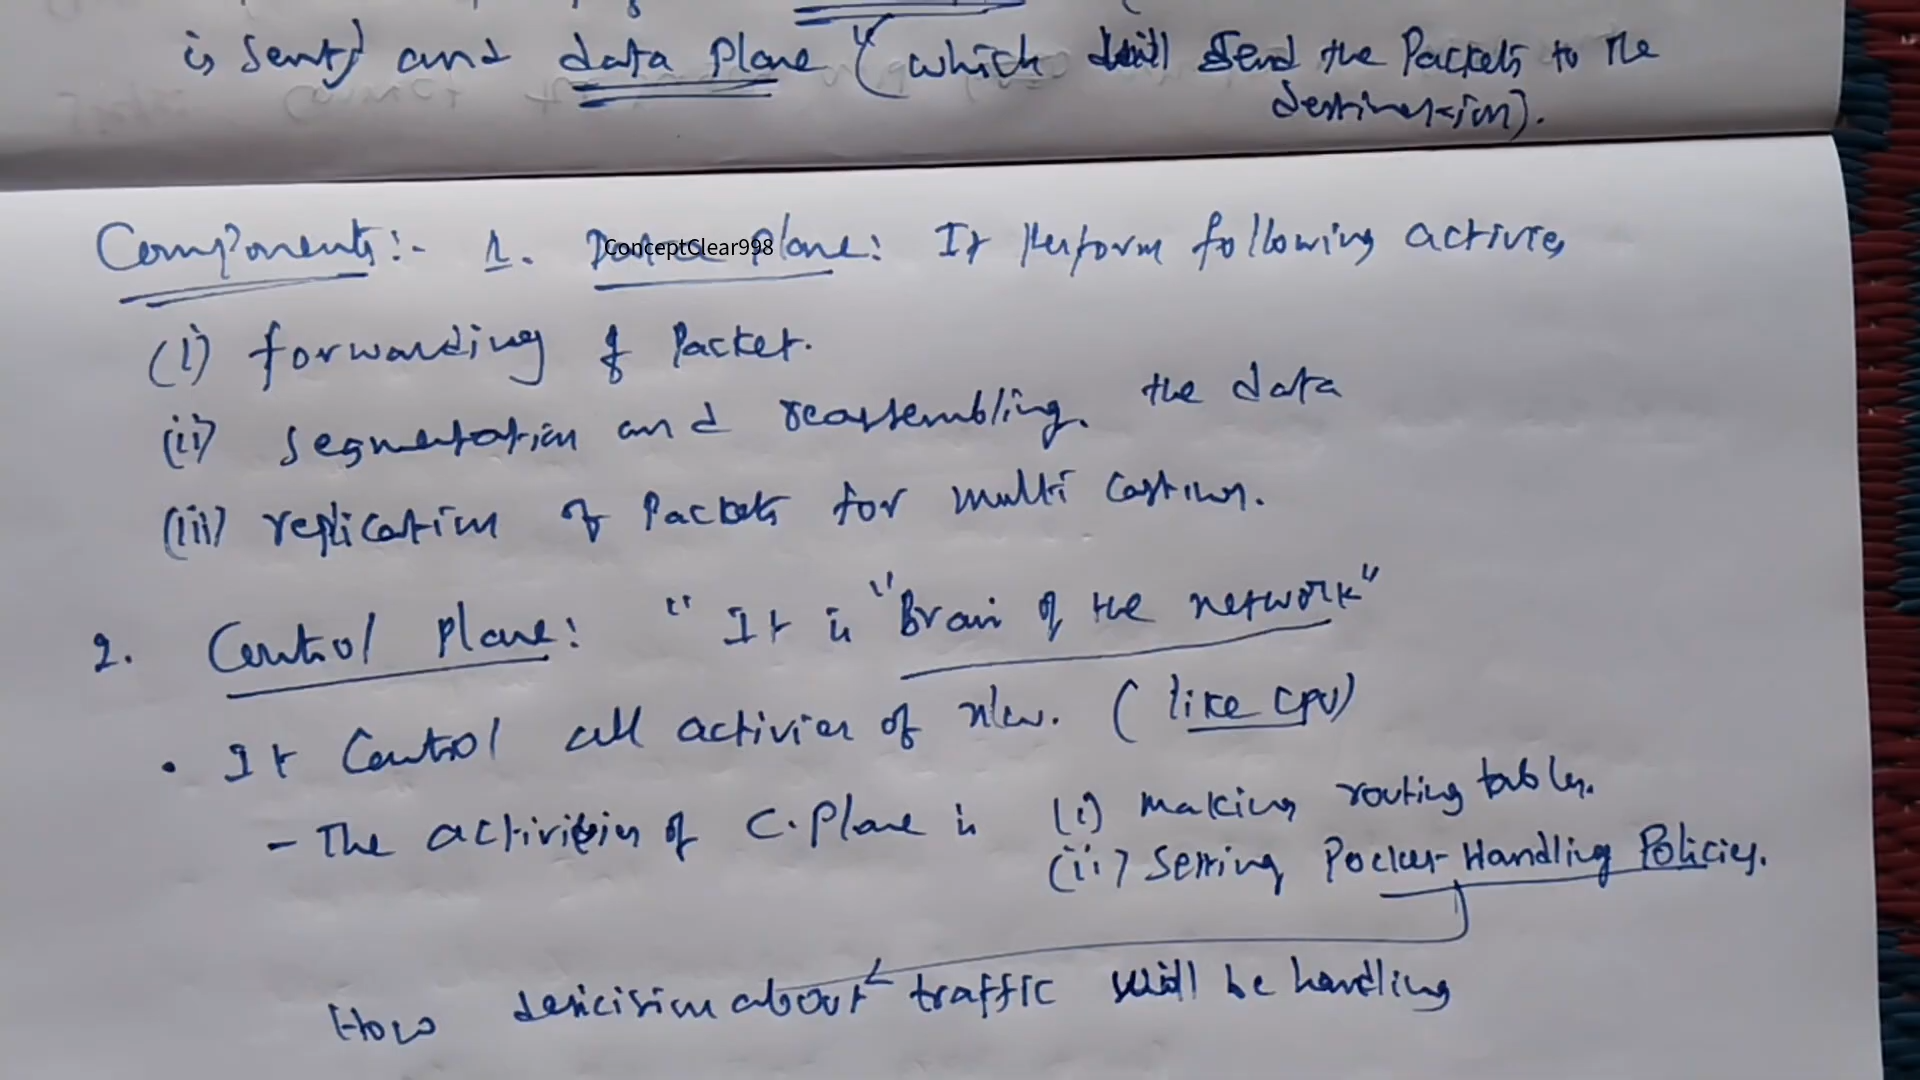 is sent) and data plane (which will send the Packets to the
destination).
Components:- 1. Data plane: It Perform following activies
ConceptClear998
(i) forwarding of Packet.
(ii) segmentation and reassembling. the data
(iii) replication of Packets for multi casting.
2. Control plane: " It is "Brain of the network"
• It Control all activies of n/w. (like CPU)
- The activities of C. Plane is (i) making routing tables.
(ii) Setting Packet Handling Policies.
How desicision about traffic will be handling